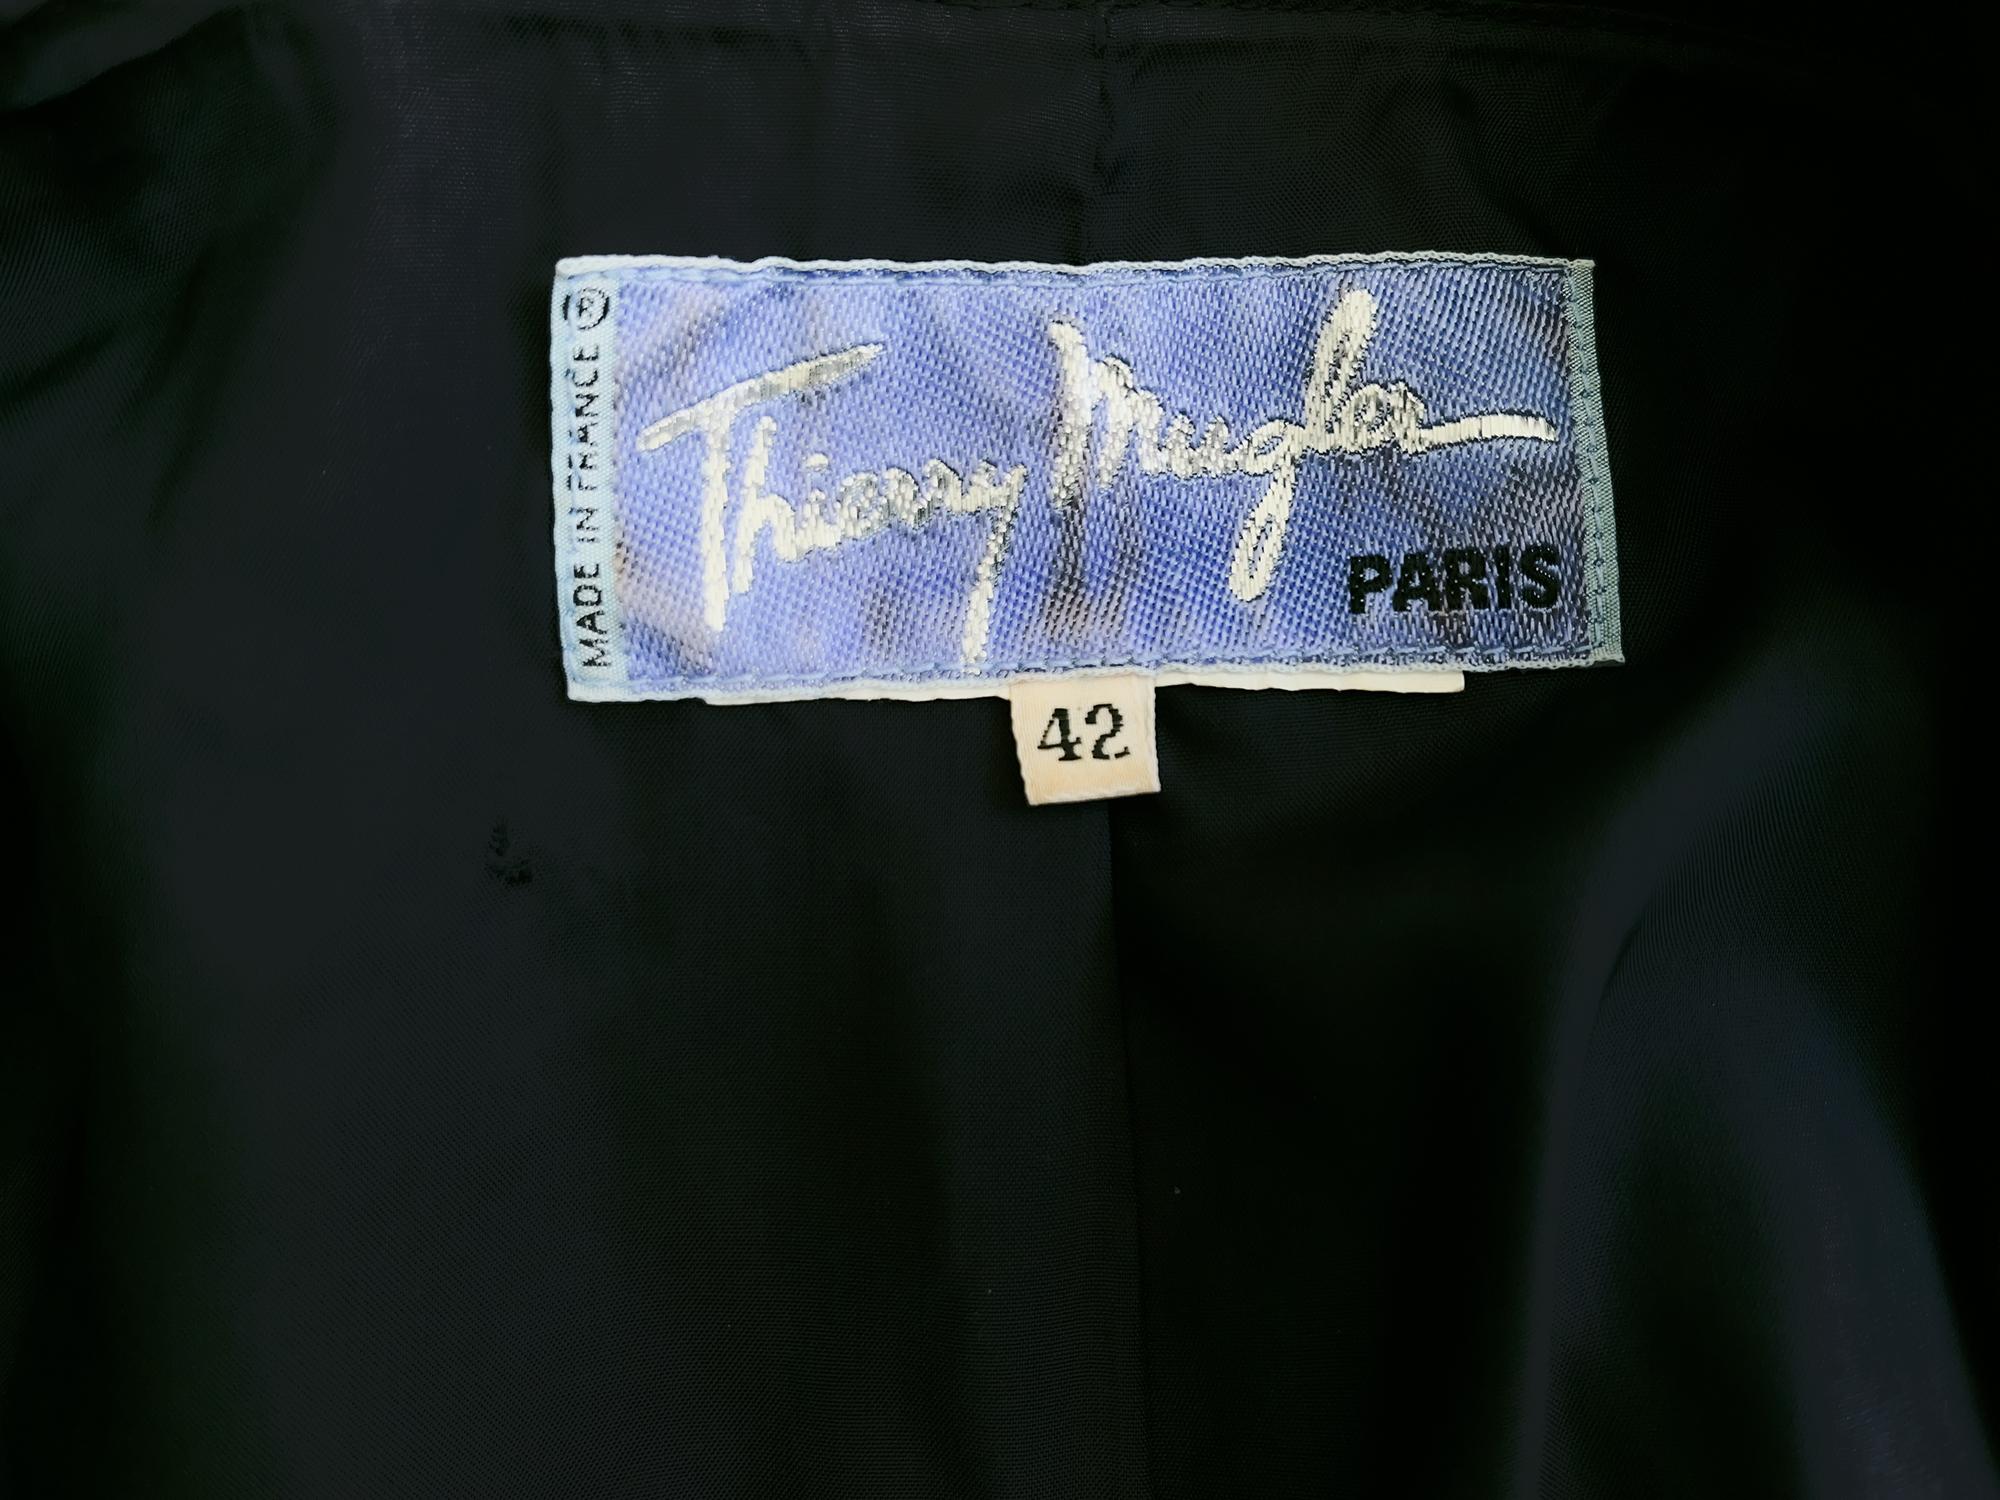 MADE IN FRANCE ®
Thierry Mugler
PARIS
42